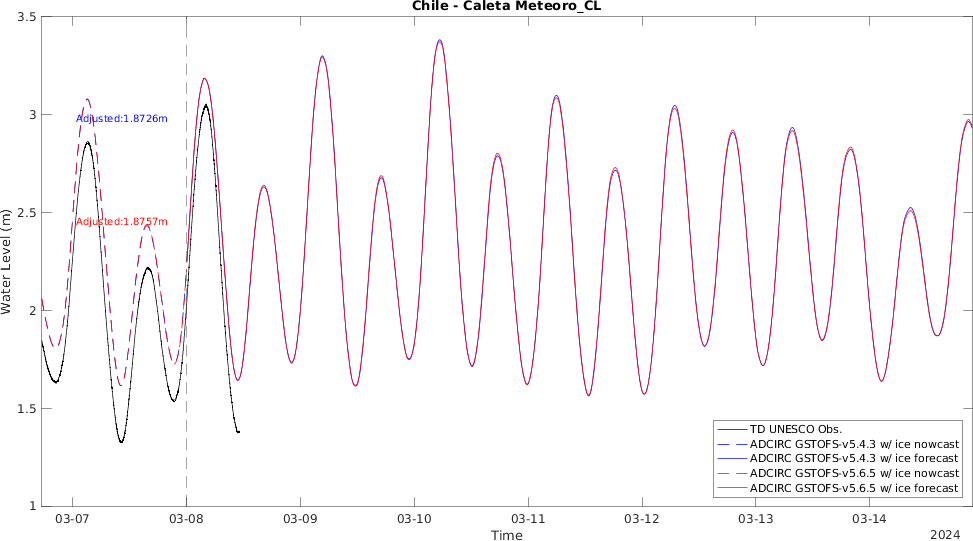 Chile - Caleta Meteoro_CL
3.5
3
2.5
2
1.5
1
Water Level (m)
Adjusted:1.8726m
Adjusted:1.8757m
TD UNESCO Obs.
ADCIRC GSTOFS-v5.4.3 w/ ice nowcast
ADCIRC GSTOFS-v5.4.3 w/ ice forecast
ADCIRC GSTOFS-v5.6.5 w/ ice nowcast
ADCIRC GSTOFS-v5.6.5 w/ ice forecast
03-07 03-08 03-09 03-10 03-11 03-12 03-13 03-14
Time
2024